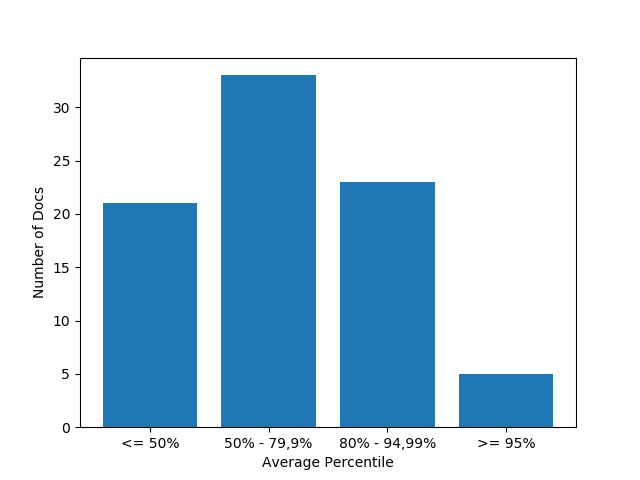 Number of Docs
30
25
20
15
10
5
0
<= 50%
50% - 79,9%
80% - 94,99%
>= 95%
Average Percentile